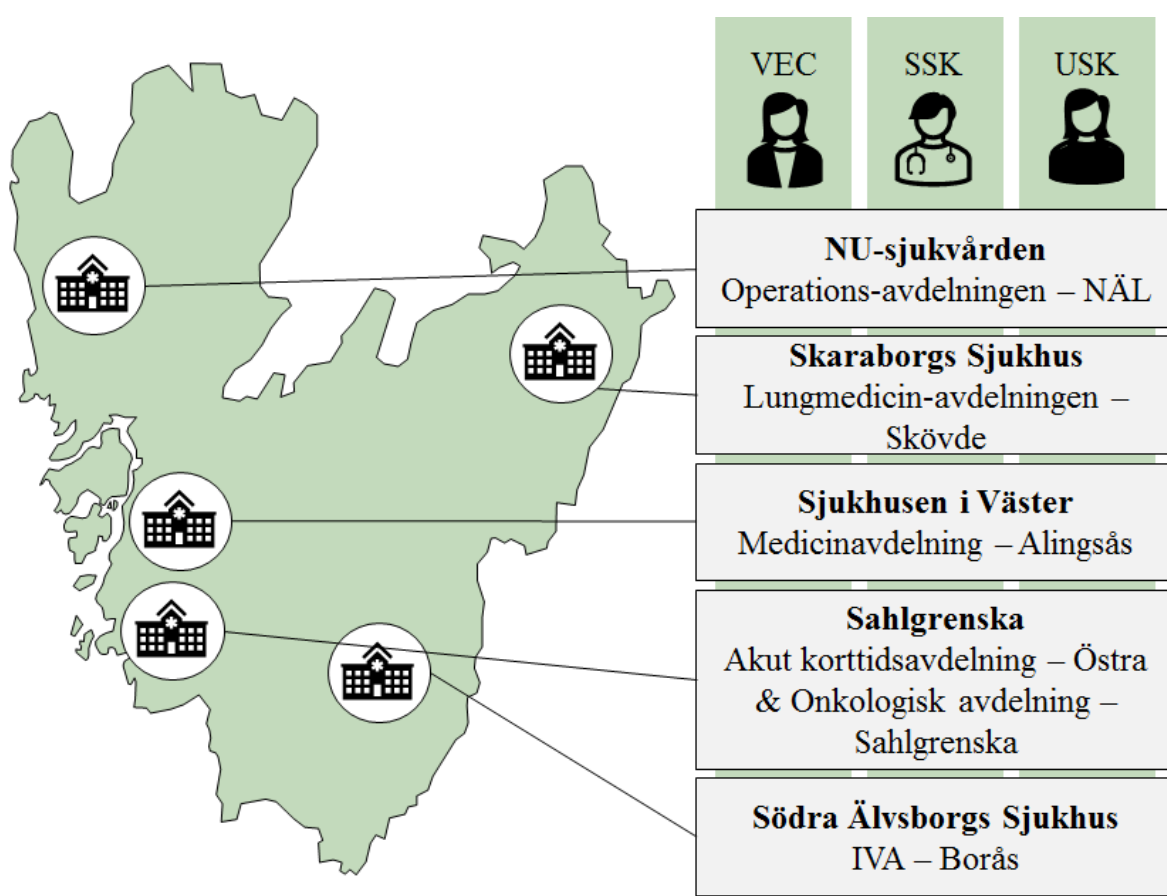 VEC
SSK
USK
NU-sjukvården
Operations-avdelningen – NÄL
Skaraborgs Sjukhus
Lungmedicin-avdelningen –
Skövde
Sjukhusen i Väster
Medicinavdelning – Alingsås
Sahlgrenska
Akut korttidsavdelning – Östra
& Onkologisk avdelning –
Sahlgrenska
Södra Älvsborgs Sjukhus
IVA – Borås